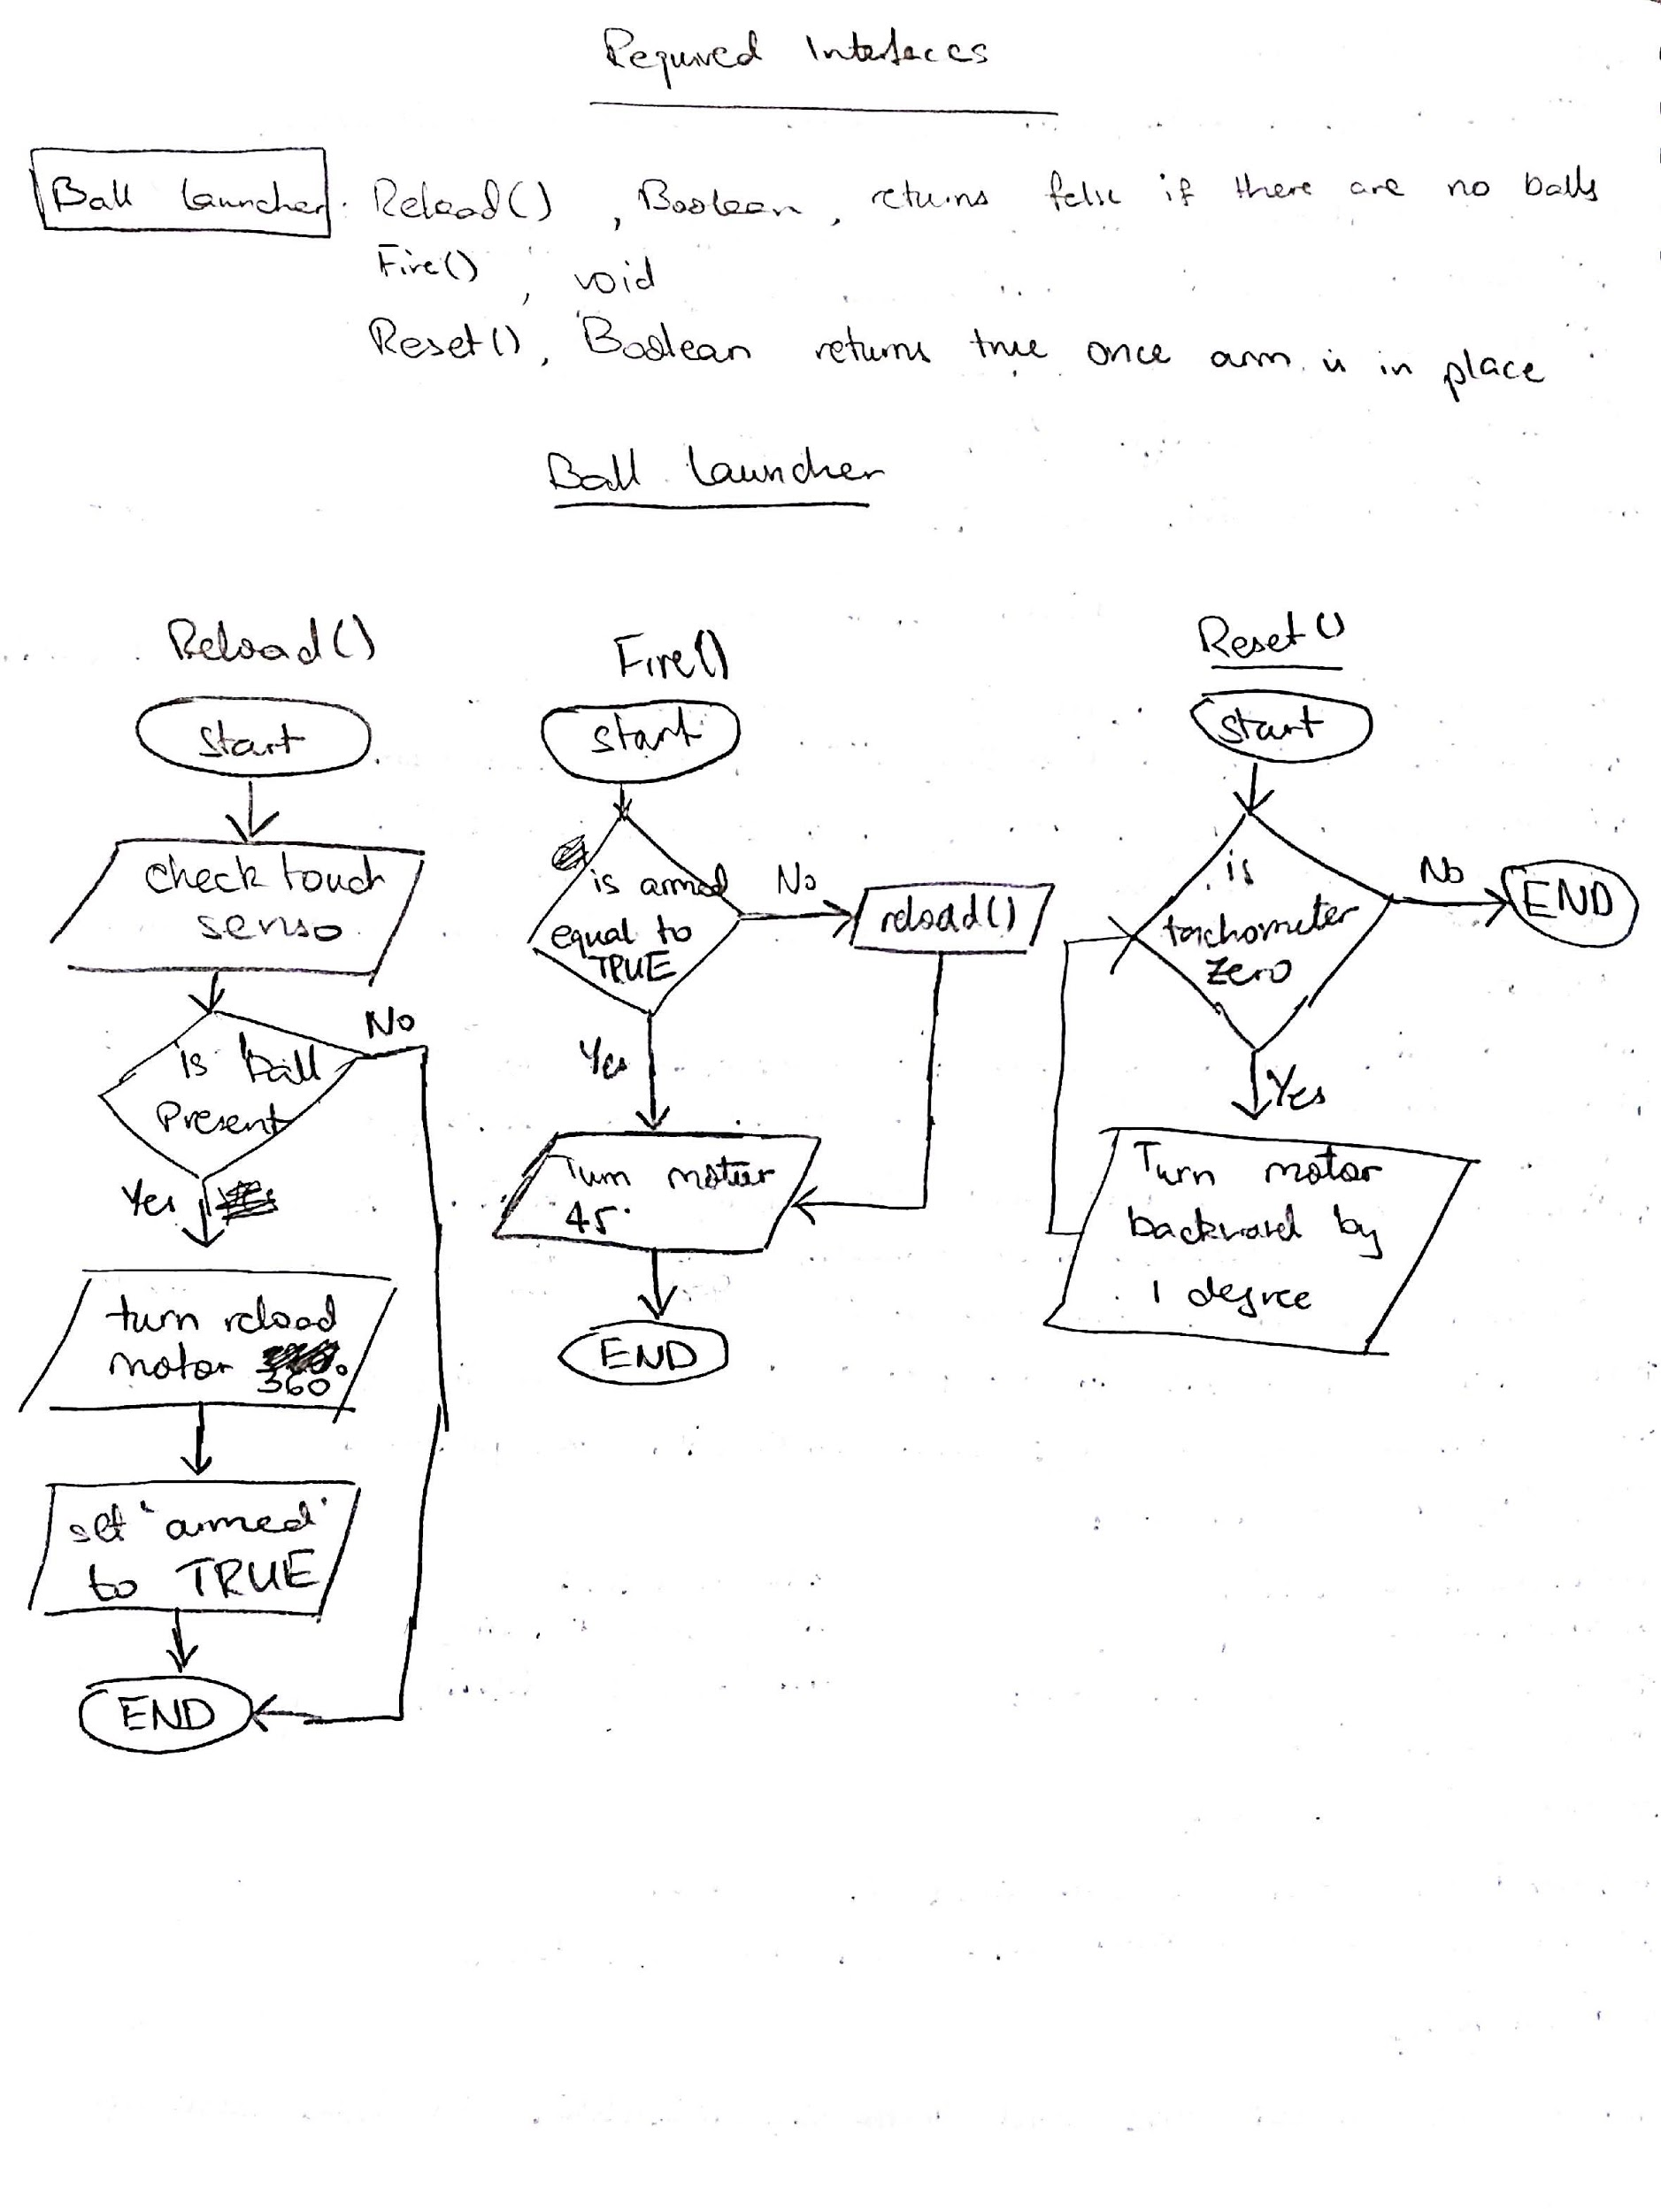 Required Interfaces
Ball launcher: Reload() , Boolean , returns false if there are no balls
Fire() , void
Reset(), Boolean returns true once arm is in place
Ball launcher
Reload()
Start
check touch
senso
is ball
Present
No
Yes
turn reload
motor 360°
set 'armed'
to TRUE
END
Fire()
start
is armed
equal to
TRUE
No
reload()
Yes
Turn motor
45°
END
Reset()
start
is
tachometer
zero
No
END
Yes
Turn motor
backward by
1 degree
END